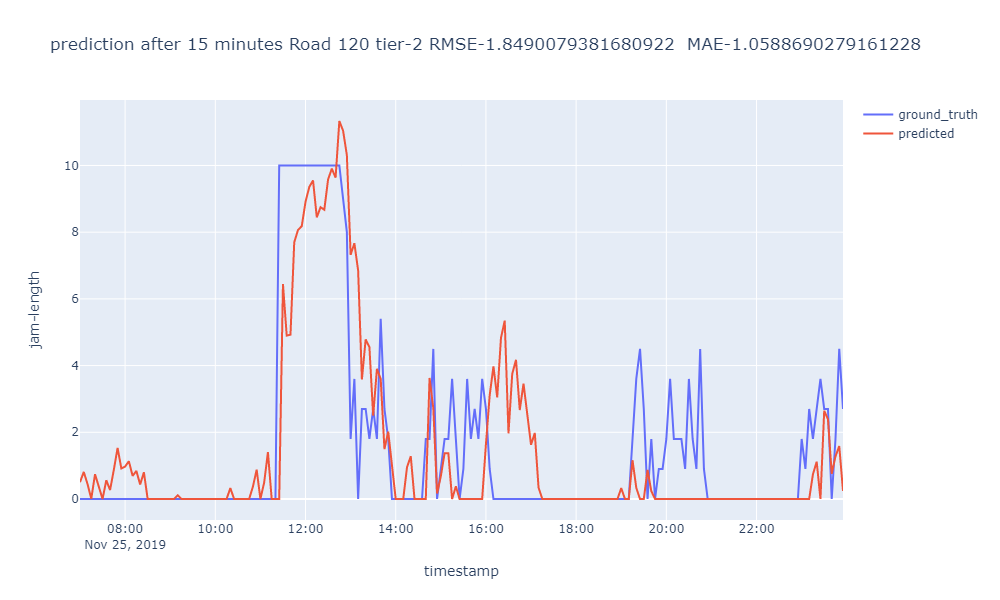 prediction after 15 minutes Road 120 tier-2 RMSE-1.8490079381680922  MAE-1.0588690279161228
ground_truth
predicted
10
8
6
4
2
0
jam-length
08:00 10:00 12:00 14:00 16:00 18:00 20:00 22:00
Nov 25, 2019
timestamp